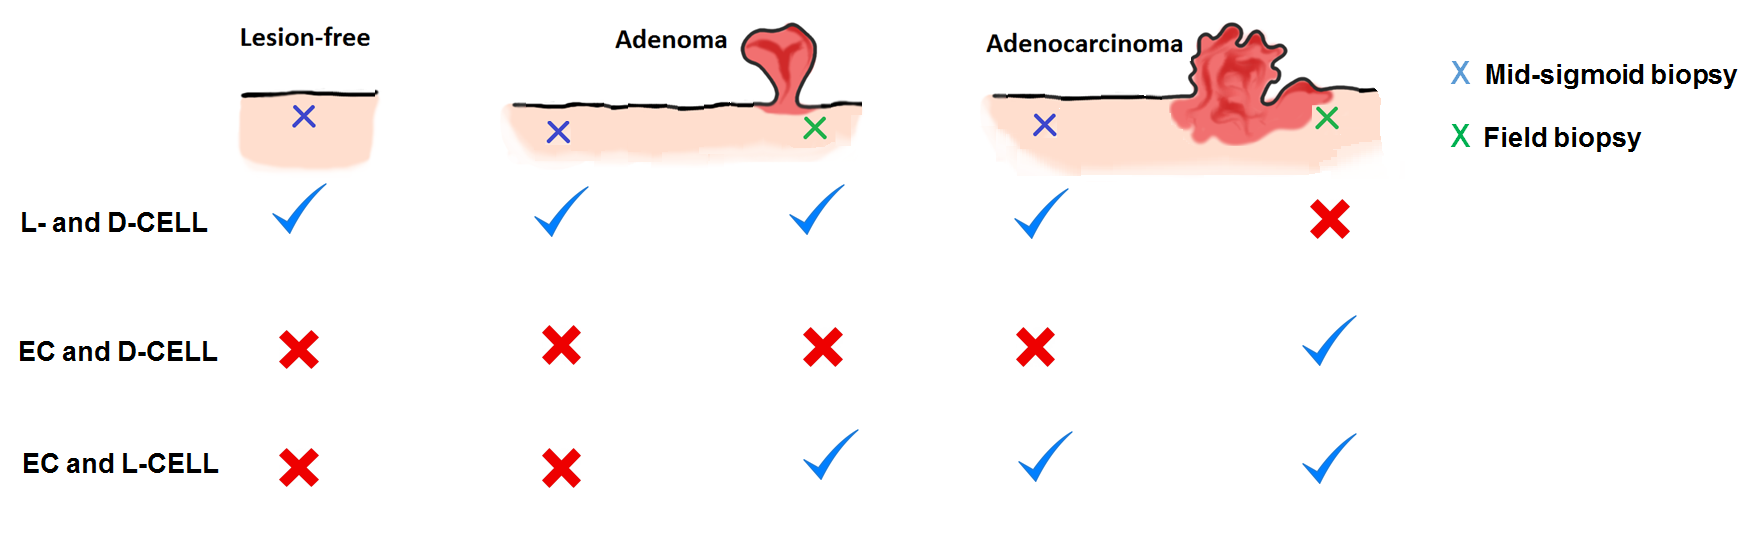 Lesion-free
Adenoma
Adenocarcinoma
X Mid-sigmoid biopsy
X Field biopsy
L- and D-CELL
EC and D-CELL
EC and L-CELL